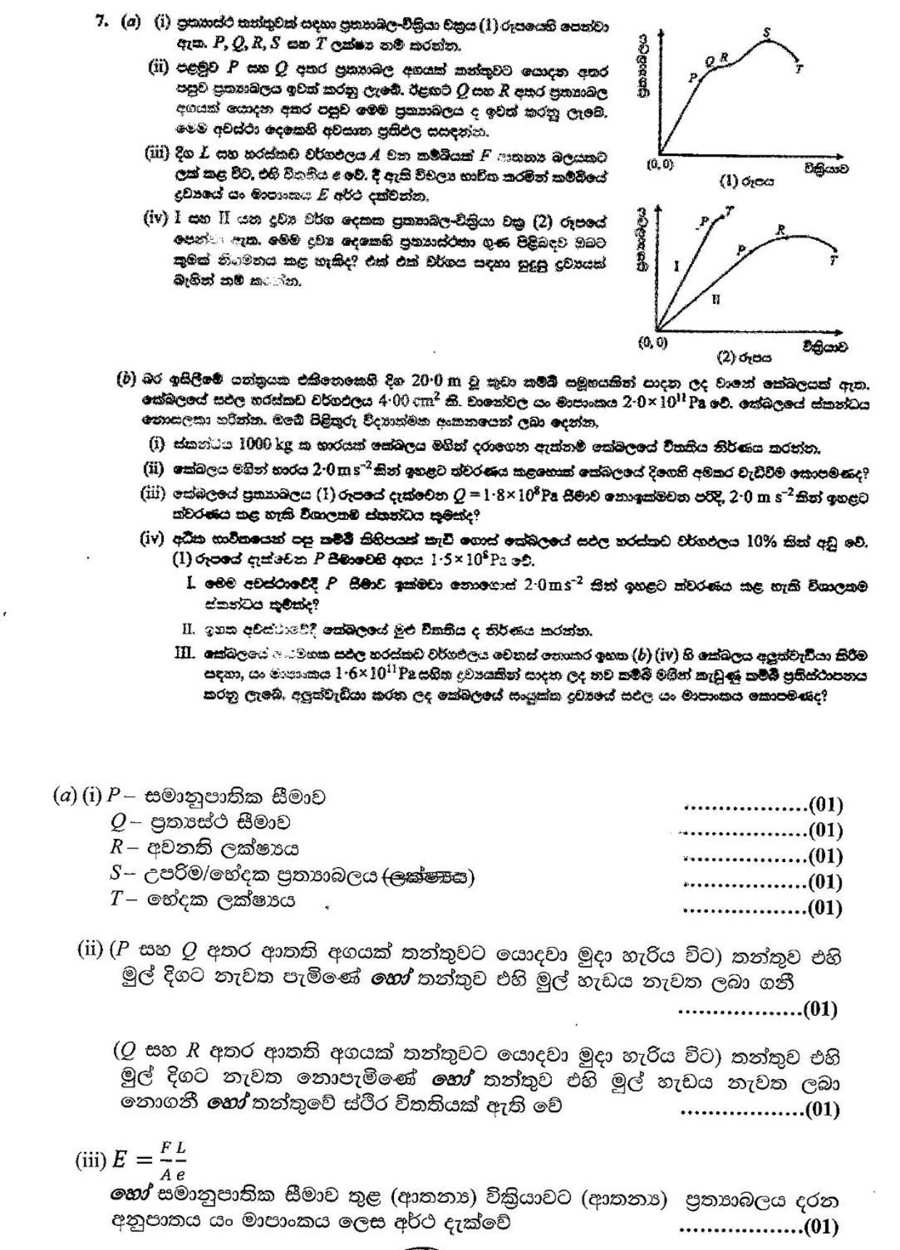 7. (a) (i) ප්‍රත්‍යාස්ථ තන්තුවක් සඳහා ප්‍රත්‍යාබල-වික්‍රියා චක්‍රය (1) රූපයෙහි පෙන්වා
ඇත. P, Q, R, S සහ T ලක්ෂ්‍ය නම් කරන්න.
(ii) පළමුව P සහ Q අතර ප්‍රත්‍යාබල අගයක් තන්තුවට යොදන අතර
පසුව ප්‍රත්‍යාබලය ඉවත් කරනු ලැබේ. ඊළඟට Q සහ R අතර ප්‍රත්‍යාබල
අගයක් යොදන අතර පසුව මෙම ප්‍රත්‍යාබලය ද ඉවත් කරනු ලැබේ.
මෙම අවස්ථා දෙකෙහි අවසාන ප්‍රතිඵල සසඳන්න.
(iii) දිග L සහ හරස්කඩ වර්ගඵලය A වන කම්බියක් F ආතන්‍ය බලයකට
ලක් කළ විට, එහි විතතිය e වේ. දී ඇති විචල්‍ය භාවිත කරමින් කම්බියේ
ද්‍රව්‍යයේ යං මාපාංකය E අර්ථ දක්වන්න.
(iv) I සහ II යන ද්‍රව්‍ය වර්ග දෙකක ප්‍රත්‍යාබල-වික්‍රියා වක්‍ර (2) රූපයේ
පෙන්වා ඇත. මෙම ද්‍රව්‍ය දෙකෙහි ප්‍රත්‍යාස්ථතා ගුණ පිළිබඳව ඔබට
කුමක් නිගමනය කළ හැකිද? එක් එක් වර්ගය සඳහා සුදුසු ද්‍රව්‍යයක්
බැගින් නම් කරන්න.
ප්‍රත්‍යාබලය
P
Q
R
S
T
(0, 0)
වික්‍රියාව
(1) රූපය
ප්‍රත්‍යාබලය
P
T
I
P
R
T
II
(0, 0)
වික්‍රියාව
(2) රූපය
(b) බර ඉසිලීමේ යන්ත්‍රයක එකිනෙකෙහි දිග 20·0 m වූ කුඩා කම්බි සමූහයකින් සාදන ලද වානේ කේබලයක් ඇත.
කේබලයේ සඵල හරස්කඩ වර්ගඵලය 4·00 cm² කි. වානේවල යං මාපාංකය 2·0 × 10¹¹ Pa වේ. කේබලයේ ස්කන්ධය
නොසලකා හරින්න. ඔබේ පිළිතුරු විද්‍යාත්මක අංකනයෙන් ලබා දෙන්න.
(i) ස්කන්ධය 1000 kg ක භාරයක් කේබලය මගින් දරාගෙන ඇත්නම් කේබලයේ විතතිය නිර්ණය කරන්න.
(ii) කේබලය මගින් භාරය 2·0 m s⁻² කින් ඉහළට ත්වරණය කළහොත් කේබලයේ දිගෙහි අමතර වැඩිවීම කොපමණද?
(iii) කේබලයේ ප්‍රත්‍යාබලය (1) රූපයේ දැක්වෙන Q = 1·8 × 10⁸ Pa සීමාව නොඉක්මවන පරිදි, 2·0 m s⁻² කින් ඉහළට
ත්වරණය කළ හැකි විශාලතම ස්කන්ධය කුමක්ද?
(iv) අධික භාවිතයෙන් පසු කම්බි කිහිපයක් කැඩී ගොස් කේබලයේ සඵල හරස්කඩ වර්ගඵලය 10% කින් අඩු වේ.
(1) රූපයේ දැක්වෙන P සීමාවෙහි අගය 1·5 × 10⁸ Pa වේ.
I. මෙම අවස්ථාවේදී P සීමාව ඉක්මවා නොගොස් 2·0 m s⁻² කින් ඉහළට ත්වරණය කළ හැකි විශාලතම
ස්කන්ධය කුමක්ද?
II. ඉහත අවස්ථාවේදී කේබලයේ මුළු විතතිය ද නිර්ණය කරන්න.
III. කේබලයේ සඵල හරස්කඩ වර්ගඵලය වෙනස් නොකර ඉහත (b) (iv) හි කේබලය අලුත්වැඩියා කිරීම
සඳහා, යං මාපාංකය 1·6 × 10¹¹ Pa සහිත ද්‍රව්‍යයකින් සාදන ලද නව කම්බි මගින් කැඩුණු කම්බි ප්‍රතිස්ථාපනය
කරනු ලැබේ. අලුත්වැඩියා කරන ලද කේබලයේ සංයුක්ත ද්‍රව්‍යයේ සඵල යං මාපාංකය කොපමණද?
(a) (i) P – සමානුපාතික සීමාව ..................(01)
Q – ප්‍රත්‍යස්ථ සීමාව ..................(01)
R – අවනති ලක්ෂ්‍යය ..................(01)
S – උපරිම/භේදක ප්‍රත්‍යාබලය (ලක්ෂ්‍යය) ..................(01)
T – භේදක ලක්ෂ්‍යය ..................(01)
(ii) (P සහ Q අතර ආතති අගයක් තන්තුවට යොදවා මුදා හැරිය විට) තන්තුව එහි
මුල් දිගට නැවත පැමිණේ හෝ තන්තුව එහි මුල් හැඩය නැවත ලබා ගනී
..................(01)
(Q සහ R අතර ආතති අගයක් තන්තුවට යොදවා මුදා හැරිය විට) තන්තුව එහි
මුල් දිගට නැවත නොපැමිණේ හෝ තන්තුව එහි මුල් හැඩය නැවත ලබා
නොගනී හෝ තන්තුවේ ස්ථිර විතතියක් ඇති වේ ..................(01)
(iii) E = F L / A e
හෝ සමානුපාතික සීමාව තුළ (ආතන්‍ය) වික්‍රියාවට (ආතන්‍ය) ප්‍රත්‍යාබලය දරන
අනුපාතය යං මාපාංකය ලෙස අර්ථ දැක්වේ ..................(01)